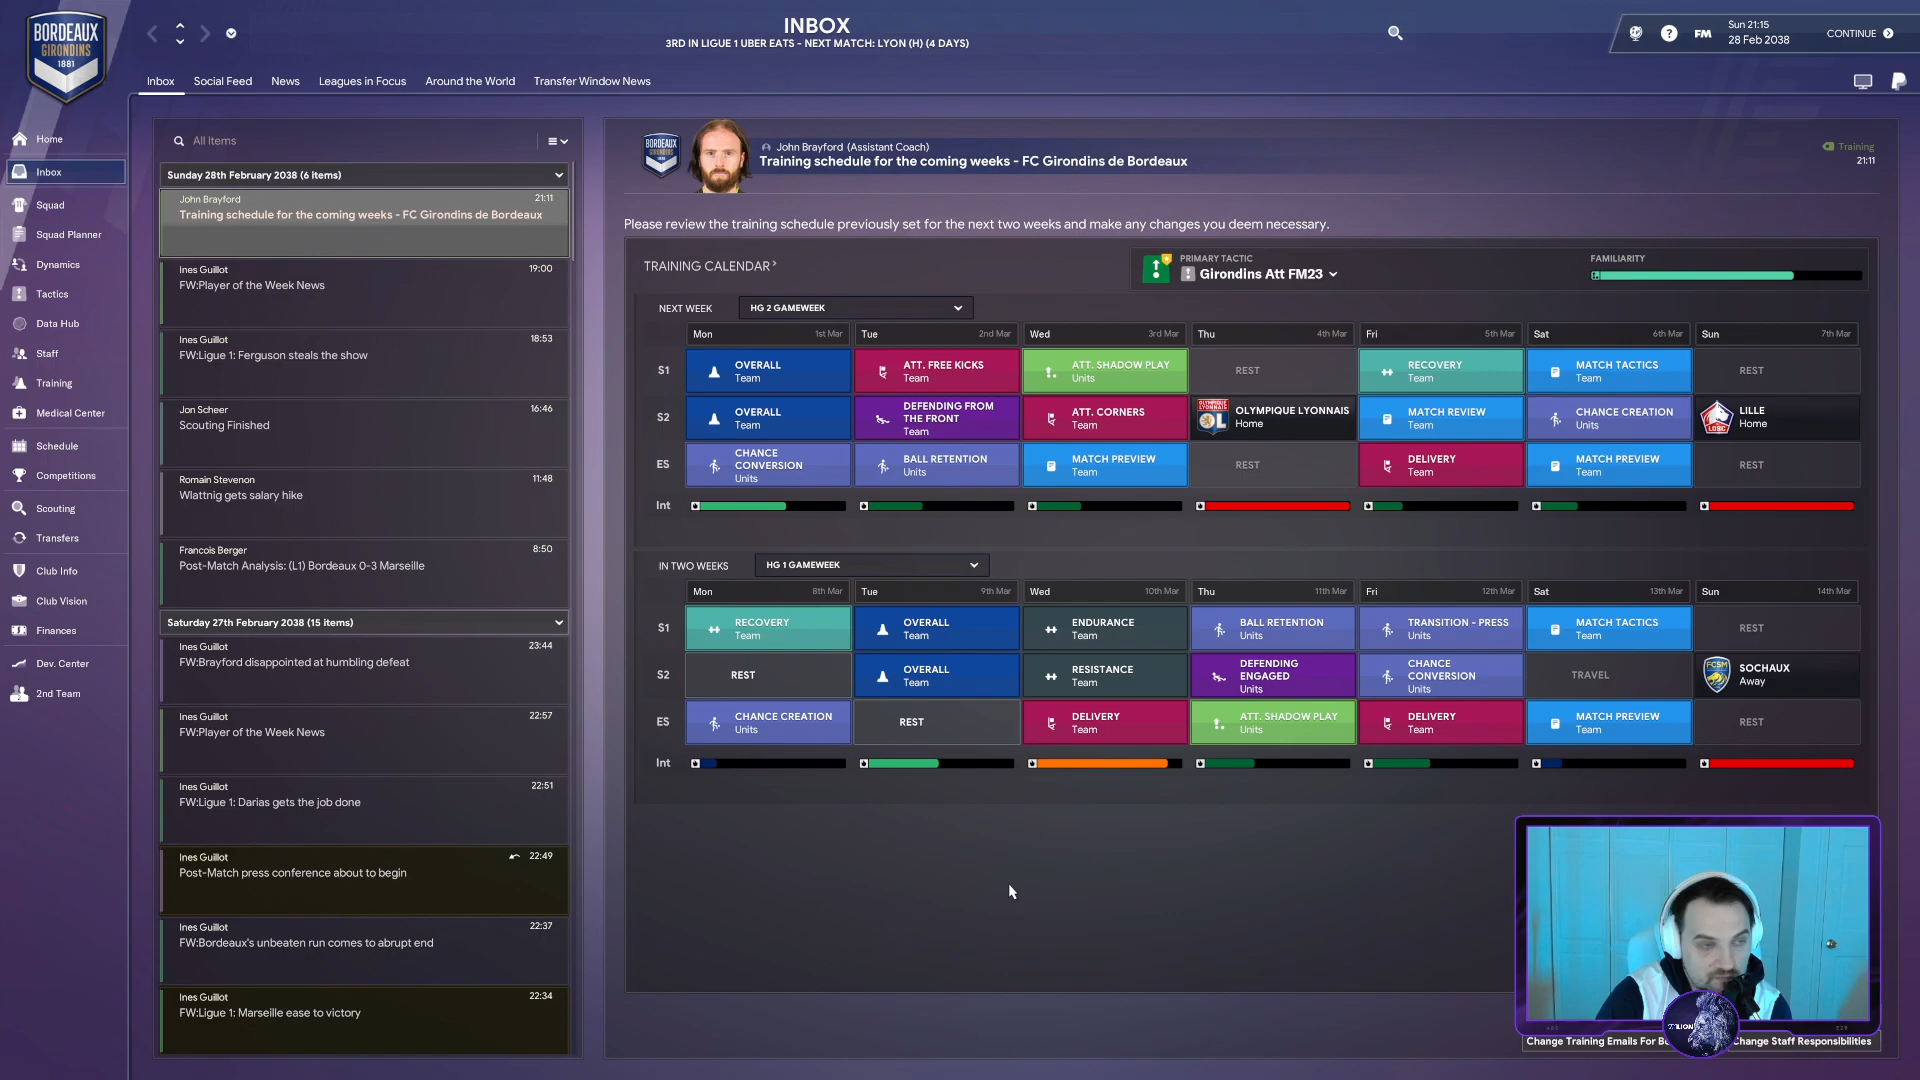 BORDEAUX
GIRONDINS
1881
INBOX
3RD IN LIGUE 1 UBER EATS - NEXT MATCH: LYON (H) (4 DAYS)
FM
Sun 21:15
28 Feb 2038
CONTINUE
Inbox
Social Feed
News
Leagues in Focus
Around the World
Transfer Window News
Home
Inbox
Squad
Squad Planner
Dynamics
Tactics
Data Hub
Staff
Training
Medical Center
Schedule
Competitions
Scouting
Transfers
Club Info
Club Vision
Finances
Dev. Center
2nd Team
All Items
Sunday 28th February 2038 (6 items)
John Brayford 21:11
Training schedule for the coming weeks - FC Girondins de Bordeaux
Ines Guillot 19:00
FW:Player of the Week News
Ines Guillot 18:53
FW:Ligue 1: Ferguson steals the show
Jon Scheer 16:46
Scouting Finished
Romain Stevenon 11:48
Wlattnig gets salary hike
Francois Berger 8:50
Post-Match Analysis: (L1) Bordeaux 0-3 Marseille
Saturday 27th February 2038 (15 items)
Ines Guillot 23:44
FW:Brayford disappointed at humbling defeat
Ines Guillot 22:57
FW:Player of the Week News
Ines Guillot 22:51
FW:Ligue 1: Darias gets the job done
Ines Guillot 22:49
Post-Match press conference about to begin
Ines Guillot 22:37
FW:Bordeaux's unbeaten run comes to abrupt end
Ines Guillot 22:34
FW:Ligue 1: Marseille ease to victory
BORDEAUX
John Brayford (Assistant Coach)
Training schedule for the coming weeks - FC Girondins de Bordeaux
Training
21:11
Please review the training schedule previously set for the next two weeks and make any changes you deem necessary.
TRAINING CALENDAR
PRIMARY TACTIC
Girondins Att FM23
FAMILIARITY
NEXT WEEK HG 2 GAMEWEEK
Mon 1st Mar Tue 2nd Mar Wed 3rd Mar Thu 4th Mar Fri 5th Mar Sat 6th Mar Sun 7th Mar
S1
OVERALL
Team
ATT. FREE KICKS
Team
ATT. SHADOW PLAY
Units
REST
RECOVERY
Team
MATCH TACTICS
Team
REST
S2
OVERALL
Team
DEFENDING FROM
THE FRONT
Team
ATT. CORNERS
Team
OLYMPIQUE LYONNAIS
Home
MATCH REVIEW
Team
CHANCE CREATION
Units
LILLE
Home
ES
CHANCE
CONVERSION
Units
BALL RETENTION
Units
MATCH PREVIEW
Team
REST
DELIVERY
Team
MATCH PREVIEW
Team
REST
Int
IN TWO WEEKS HG 1 GAMEWEEK
Mon 8th Mar Tue 9th Mar Wed 10th Mar Thu 11th Mar Fri 12th Mar Sat 13th Mar Sun 14th Mar
S1
RECOVERY
Team
OVERALL
Team
ENDURANCE
Team
BALL RETENTION
Units
TRANSITION - PRESS
Units
MATCH TACTICS
Team
REST
S2
REST
OVERALL
Team
RESISTANCE
Team
DEFENDING
ENGAGED
Units
CHANCE
CONVERSION
Units
TRAVEL
FCSM
SOCHAUX
Away
ES
CHANCE CREATION
Units
REST
DELIVERY
Team
ATT. SHADOW PLAY
Units
DELIVERY
Team
MATCH PREVIEW
Team
REST
Int
Change Training Emails For
Change Staff Responsibilities